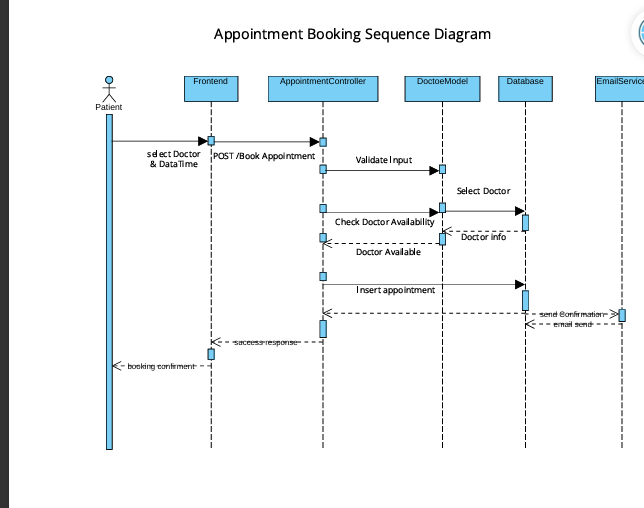 Appointment Booking Sequence Diagram
Patient
Frontend
AppointmentController
DoctoeModel
Database
EmailService
select Doctor
& DataTime
POST /Book Appointment
Validate Input
Select Doctor
Check Doctor Availability
Doctor info
Doctor Available
Insert appointment
send Confirmation
email send
saccess response
booking confirment